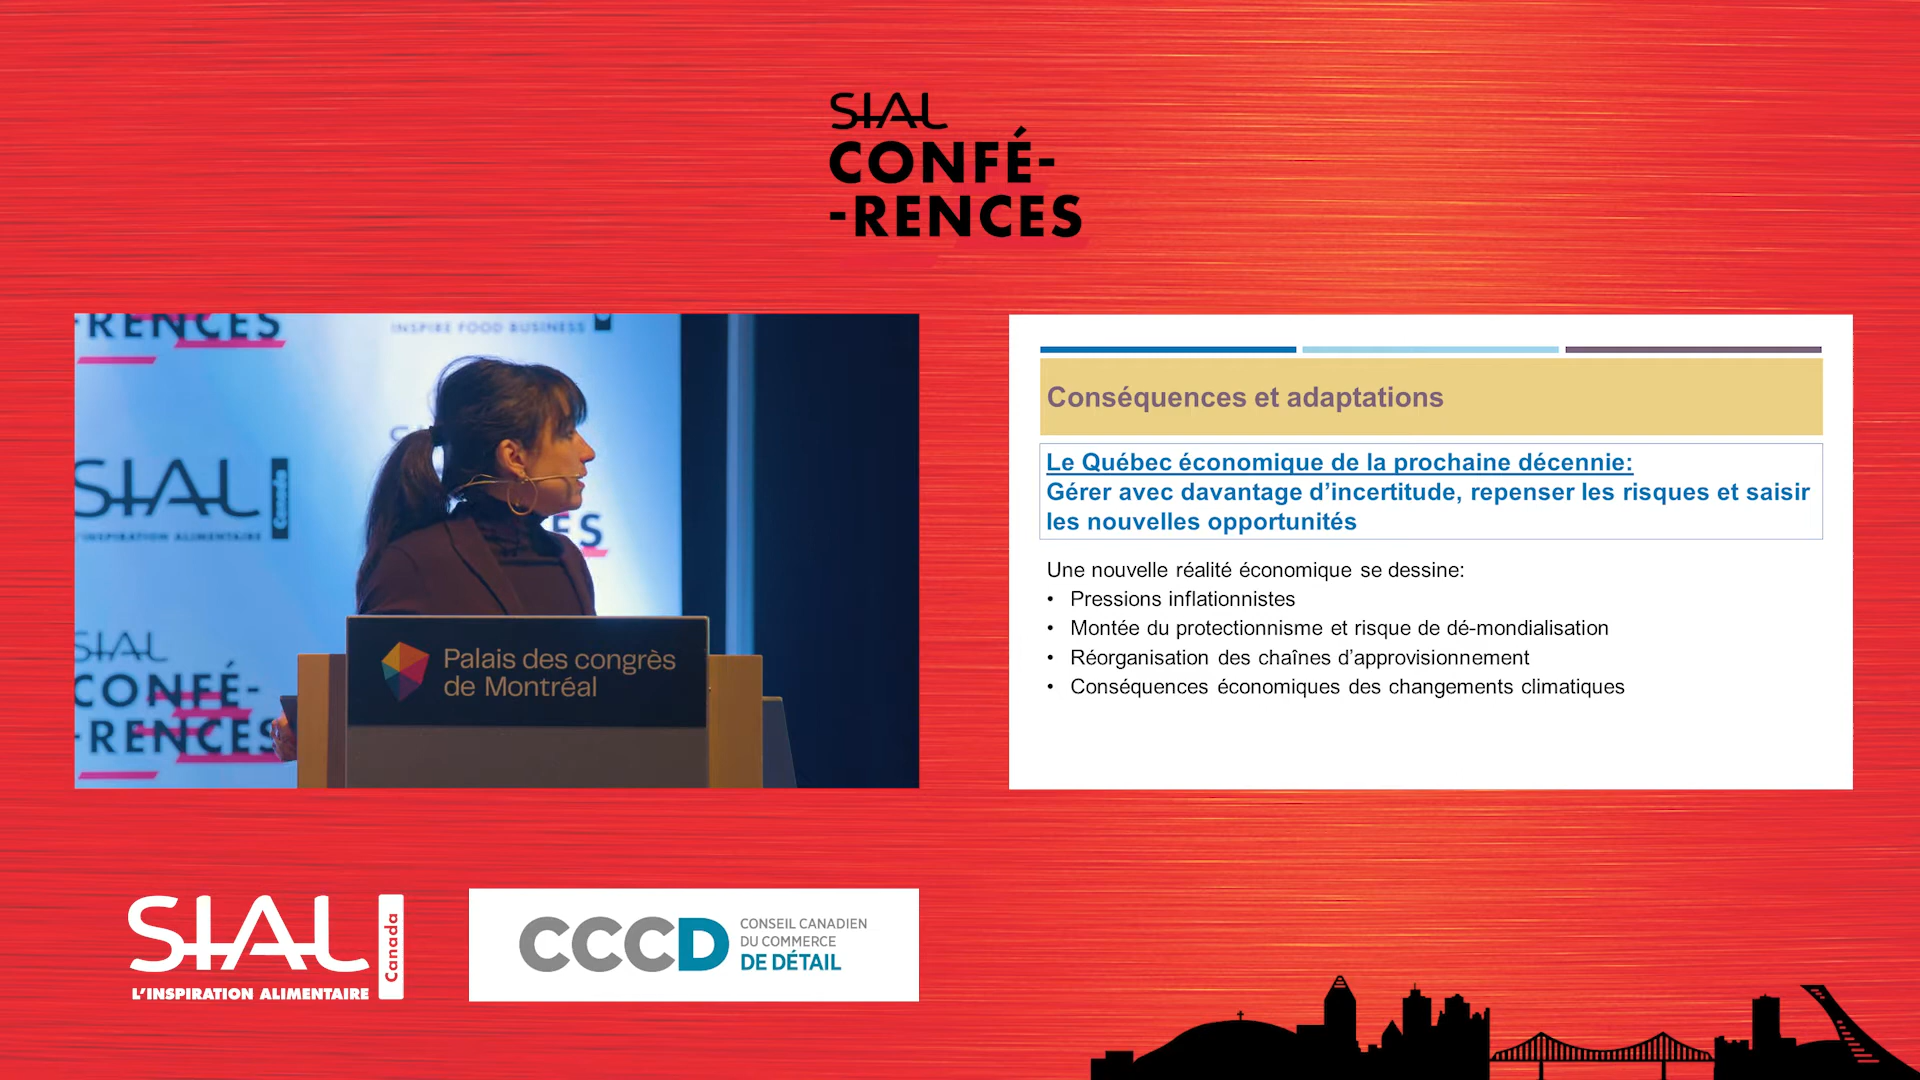 SIAL
CONFÉ-
-RENCES
-RENCES
INSPIRE FOOD BUSINESS
SIAL
Canada
L'INSPIRATION ALIMENTAIRE
ES
SIAL
CONFÉ-
-RENCES
Palais des congrès
de Montréal
Conséquences et adaptations
Le Québec économique de la prochaine décennie:
Gérer avec davantage d'incertitude, repenser les risques et saisir
les nouvelles opportunités
Une nouvelle réalité économique se dessine:
• Pressions inflationnistes
• Montée du protectionnisme et risque de dé-mondialisation
• Réorganisation des chaînes d'approvisionnement
• Conséquences économiques des changements climatiques
SIAL
Canada
L'INSPIRATION ALIMENTAIRE
CCCD
CONSEIL CANADIEN
DU COMMERCE
DE DÉTAIL